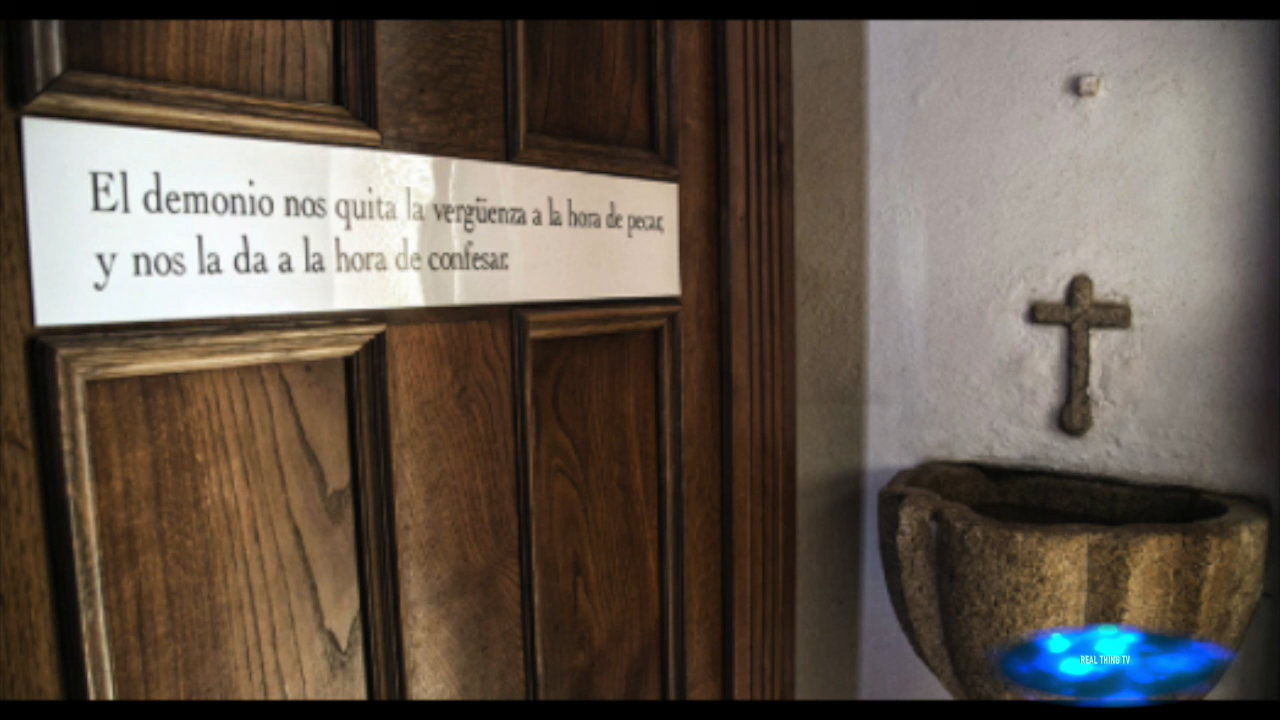 El demonio nos quita la vergüenza a la hora de pecar,
y nos la da a la hora de confesar.
REAL THING TV